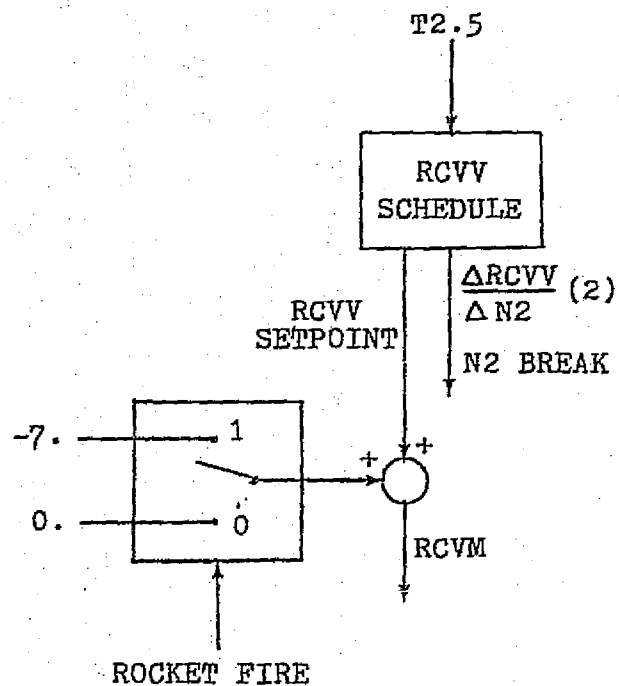 T2.5
RCVV
SCHEDULE
RCVV
SETPOINT
ΔRCVV
ΔN2
(2)
N2 BREAK
-7.
1
0.
0
+
+
RCVM
ROCKET FIRE